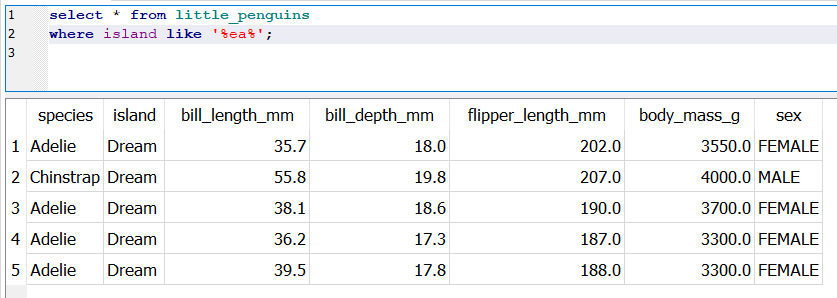 1 select * from little_penguins
2 where island like '%ea%';
3
species island bill_length_mm bill_depth_mm flipper_length_mm body_mass_g sex
1 Adelie Dream 35.7 18.0 202.0 3550.0 FEMALE
2 Chinstrap Dream 55.8 19.8 207.0 4000.0 MALE
3 Adelie Dream 38.1 18.6 190.0 3700.0 FEMALE
4 Adelie Dream 36.2 17.3 187.0 3300.0 FEMALE
5 Adelie Dream 39.5 17.8 188.0 3300.0 FEMALE